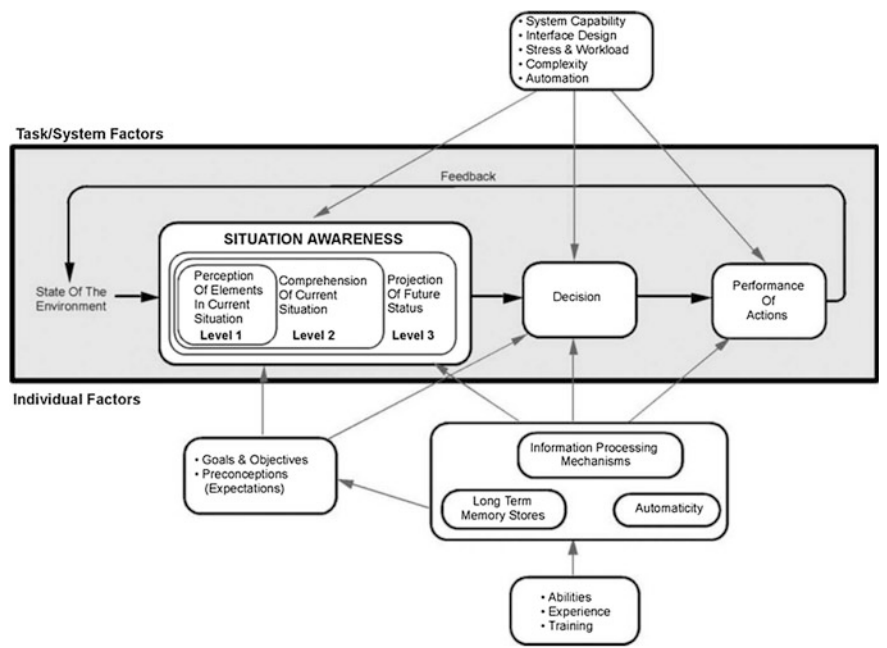 • System Capability
• Interface Design
• Stress & Workload
• Complexity
• Automation
Task/System Factors
Feedback
State Of The
Environment
SITUATION AWARENESS
Perception
Of Elements
In Current
Situation
Level 1
Comprehension
Of Current
Situation
Level 2
Projection
Of Future
Status
Level 3
Decision
Performance
Of
Actions
Individual Factors
• Goals & Objectives
• Preconceptions
(Expectations)
Information Processing
Mechanisms
Long Term
Memory Stores
Automaticity
• Abilities
• Experience
• Training